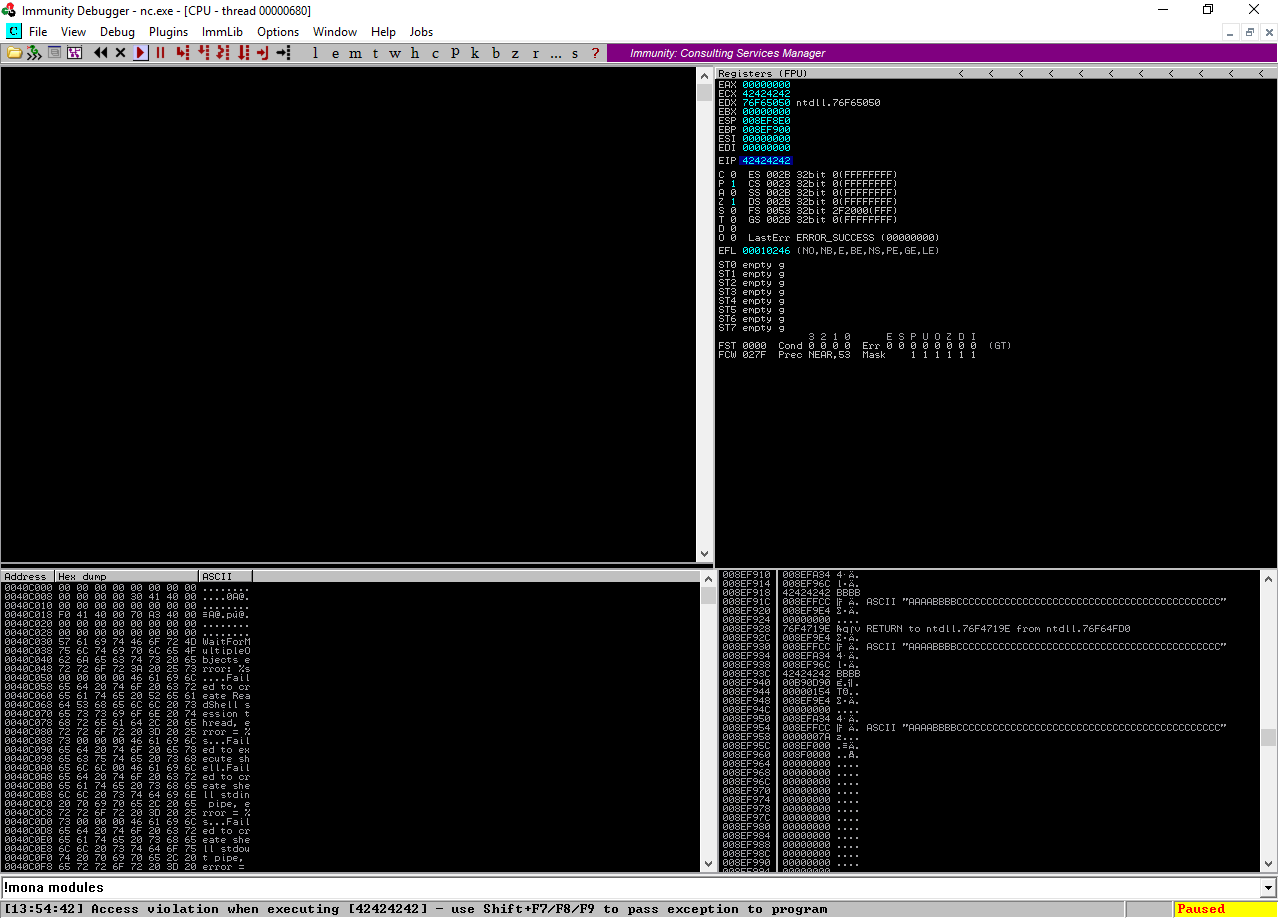 Immunity Debugger - nc.exe - [CPU - thread 00000680]
C File View Debug Plugins ImmLib Options Window Help Jobs
l e m t w h c P k b z r ... s ? Immunity: Consulting Services Manager
Registers (FPU) < < < < < < < < < < <
EAX 00000000
ECX 42424242
EDX 76F65050 ntdll.76F65050
EBX 00000000
ESP 008EF8E0
EBP 008EF900
ESI 00000000
EDI 00000000
EIP 42424242
C 0 ES 002B 32bit 0(FFFFFFFF)
P 1 CS 0023 32bit 0(FFFFFFFF)
A 0 SS 002B 32bit 0(FFFFFFFF)
Z 1 DS 002B 32bit 0(FFFFFFFF)
S 0 FS 0053 32bit 2F2000(FFF)
T 0 GS 002B 32bit 0(FFFFFFFF)
D 0
O 0 LastErr ERROR_SUCCESS (00000000)
EFL 00010246 (NO,NB,E,BE,NS,PE,GE,LE)
ST0 empty g
ST1 empty g
ST2 empty g
ST3 empty g
ST4 empty g
ST5 empty g
ST6 empty g
ST7 empty g
3 2 1 0 E S P U O Z D I
FST 0000 Cond 0 0 0 0 Err 0 0 0 0 0 0 0 0 (GT)
FCW 027F Prec NEAR,53 Mask 1 1 1 1 1 1
Address Hex dump ASCII
0040C000 00 00 00 00 00 00 00 00 ........
0040C008 00 00 00 00 30 41 40 00 ....0A@.
0040C010 00 00 00 00 00 00 00 00 ........
0040C018 F0 41 40 00 70 A3 40 00 ≡A@.pú@.
0040C020 00 00 00 00 00 00 00 00 ........
0040C028 00 00 00 00 00 00 00 00 ........
0040C030 57 61 69 74 46 6F 72 4D WaitForM
0040C038 75 6C 74 69 70 6C 65 4F ultipleO
0040C040 62 6A 65 63 74 73 20 65 bjects e
0040C048 72 72 6F 72 3A 20 25 73 rror: %s
0040C050 00 00 00 00 46 61 69 6C ....Fail
0040C058 65 64 20 74 6F 20 63 72 ed to cr
0040C060 65 61 74 65 20 52 65 61 eate Rea
0040C068 64 53 68 65 6C 6C 20 73 dShell s
0040C070 65 73 73 69 6F 6E 20 74 ession t
0040C078 68 72 65 61 64 2C 20 65 hread, e
0040C080 72 72 6F 72 20 3D 20 25 rror = %
0040C088 73 00 00 00 46 61 69 6C s...Fail
0040C090 65 64 20 74 6F 20 65 78 ed to ex
0040C098 65 63 75 74 65 20 73 68 ecute sh
0040C0A0 65 6C 6C 00 46 61 69 6C ell.Fail
0040C0A8 65 64 20 74 6F 20 63 72 ed to cr
0040C0B0 65 61 74 65 20 73 68 65 eate she
0040C0B8 6C 6C 20 73 74 64 69 6E ll stdin
0040C0C0 20 70 69 70 65 2C 20 65  pipe, e
0040C0C8 72 72 6F 72 20 3D 20 25 rror = %
0040C0D0 73 00 00 00 46 61 69 6C s...Fail
0040C0D8 65 64 20 74 6F 20 63 72 ed to cr
0040C0E0 65 61 74 65 20 73 68 65 eate she
0040C0E8 6C 6C 20 73 74 64 6F 75 ll stdou
0040C0F0 74 20 70 69 70 65 2C 20 t pipe,
0040C0F8 65 72 72 6F 72 20 3D 20 error =
008EF910 008EFA34 4·Ä.
008EF914 008EF96C l·Ä.
008EF918 42424242 BBBB
008EF91C 008EFFCC ╠ Ä. ASCII "AAAABBBBCCCCCCCCCCCCCCCCCCCCCCCCCCCCCCCCCCCCCCCCCCCC"
008EF920 008EF9E4 Σ·Ä.
008EF924 00000000 ....
008EF928 76F4719E RETURN to ntdll.76F4719E from ntdll.76F64FD0
008EF92C 008EF9E4 Σ·Ä.
008EF930 008EFFCC ╠ Ä. ASCII "AAAABBBBCCCCCCCCCCCCCCCCCCCCCCCCCCCCCCCCCCCCCCCCCCCC"
008EF934 008EFA34 4·Ä.
008EF938 008EF96C l·Ä.
008EF93C 42424242 BBBB
008EF940 00B90D90
008EF944 00000154 T0..
008EF948 008EF9E4 Σ·Ä.
008EF94C 00000000 ....
008EF950 008EFA34 4·Ä.
008EF954 008EFFCC ╠ Ä. ASCII "AAAABBBBCCCCCCCCCCCCCCCCCCCCCCCCCCCCCCCCCCCCCCCCCCCC"
008EF958 0000007A z...
008EF95C 008EF000 .≡Ä.
008EF960 008F0000 ..Å.
008EF964 00000000 ....
008EF968 00000000 ....
008EF96C 00000000 ....
008EF970 00000000 ....
008EF974 00000000 ....
008EF978 00000000 ....
008EF97C 00000000 ....
008EF980 00000000 ....
008EF984 00000000 ....
008EF988 00000000 ....
008EF98C 00000000 ....
008EF990 00000000 ....
008EF994 00000000 ....
!mona modules
[13:54:42] Access violation when executing [42424242] - use Shift+F7/F8/F9 to pass exception to program Paused